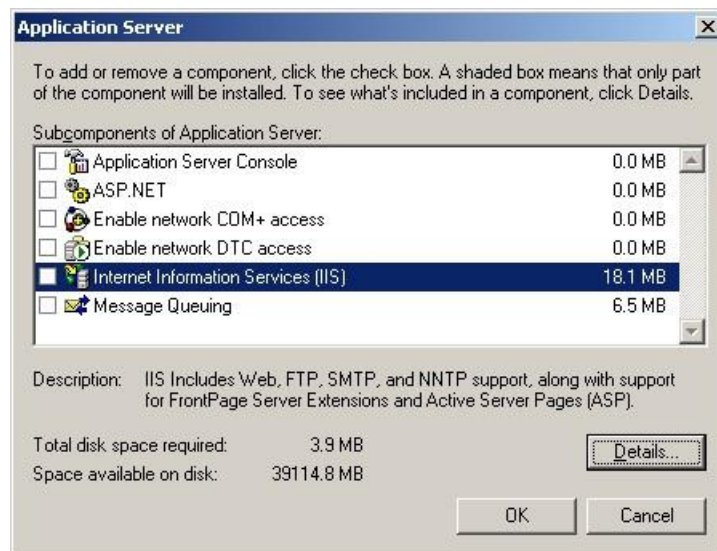 Application Server
To add or remove a component, click the check box. A shaded box means that only part
of the component will be installed. To see what's included in a component, click Details.
Subcomponents of Application Server:
Application Server Console 0.0 MB
ASP.NET 0.0 MB
Enable network COM+ access 0.0 MB
Enable network DTC access 0.0 MB
Internet Information Services (IIS) 18.1 MB
Message Queuing 6.5 MB
Description: IIS Includes Web, FTP, SMTP, and NNTP support, along with support
for FrontPage Server Extensions and Active Server Pages (ASP).
Total disk space required: 3.9 MB
Details...
Space available on disk: 39114.8 MB
OK Cancel